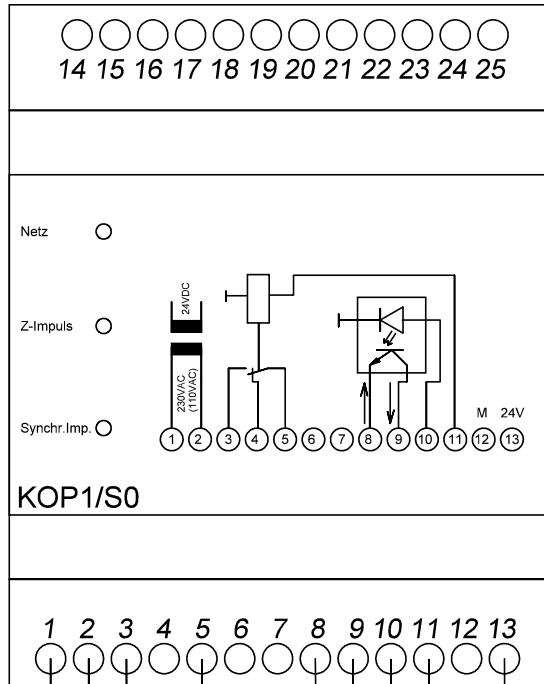 14 15 16 17 18 19 20 21 22 23 24 25
Netz
24VDC
Z-Impuls
230VAC
(110VAC)
M 24V
Synchr.Imp.
1 2 3 4 5 6 7 8 9 10 11 12 13
KOP1/S0
1 2 3 4 5 6 7 8 9 10 11 12 13